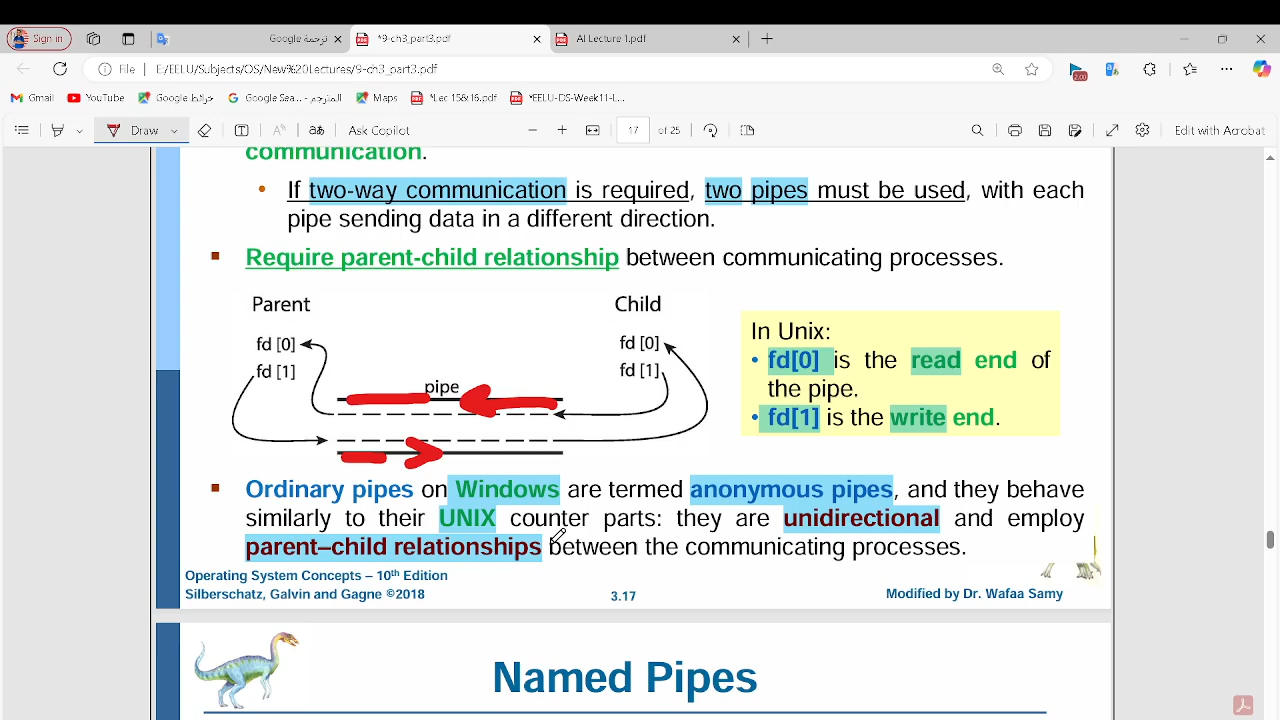 Sign in
ترجمة Google
*9-ch3_part3.pdf
AI Lecture 1.pdf
File
E:/EELU/Subjects/OS/New%20Lectures/9-ch3_part3.pdf
2.00
Gmail
YouTube
خرائط Google
المترجم - Google Sea...
Maps
*Lec 15&16.pdf
*EELU-DS-Week11-L...
Draw
Ask Copilot
17
of 25
Edit with Acrobat
communication.
• If two-way communication is required, two pipes must be used, with each
pipe sending data in a different direction.
Require parent-child relationship between communicating processes.
Parent
Child
fd [0]
fd [1]
fd [0]
fd [1]
pipe
In Unix:
• fd[0] is the read end of
the pipe.
• fd[1] is the write end.
Ordinary pipes on Windows are termed anonymous pipes, and they behave
similarly to their UNIX counter parts: they are unidirectional and employ
parent–child relationships between the communicating processes.
Operating System Concepts – 10th Edition
Silberschatz, Galvin and Gagne ©2018
3.17
Modified by Dr. Wafaa Samy
Named Pipes